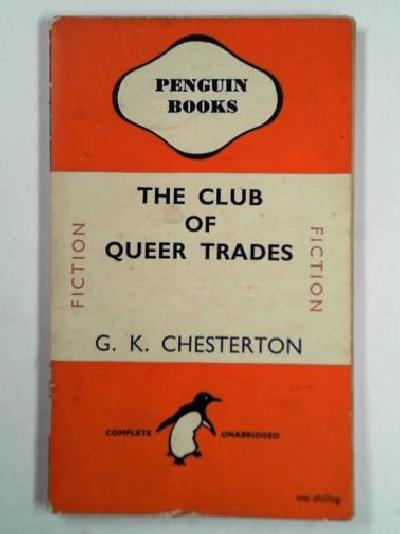 PENGUIN
BOOKS
THE CLUB
OF
QUEER TRADES
FICTION
FICTION
G. K. CHESTERTON
COMPLETE
UNABRIDGED
one shilling